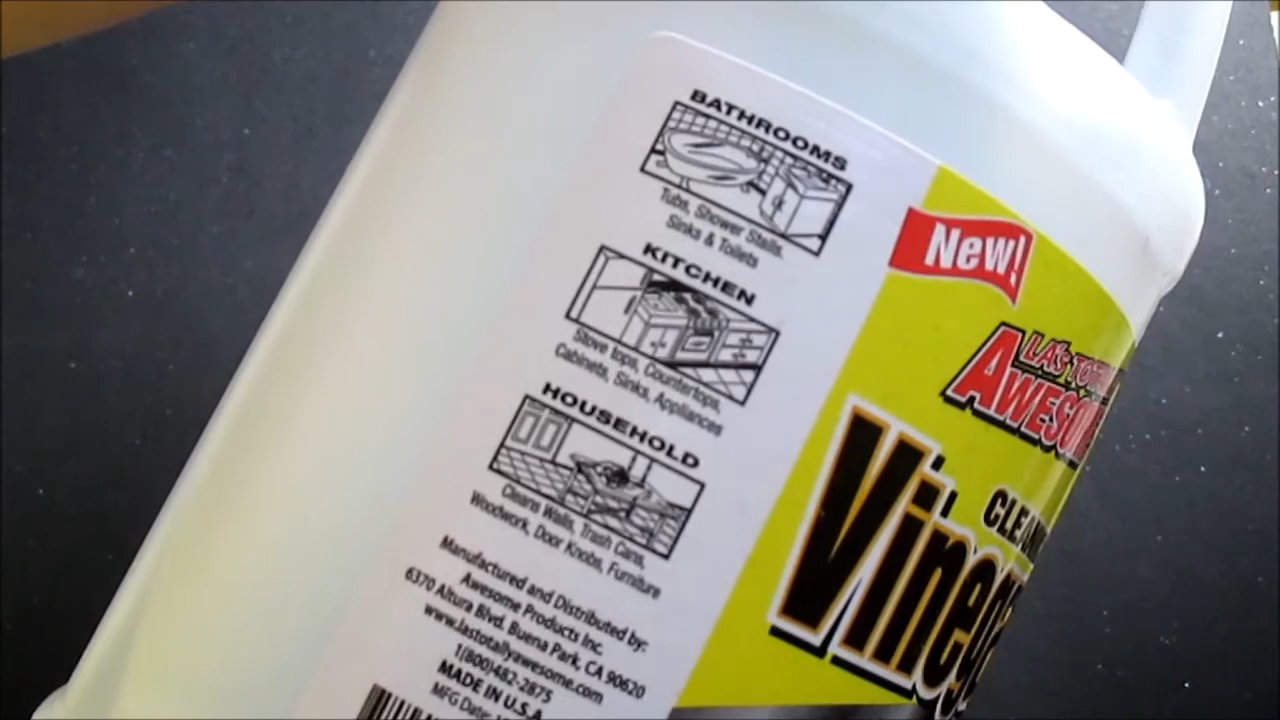 BATHROOMS
Tubs, Shower Stalls,
Sinks & Toilets
KITCHEN
Stove tops, Countertops,
Cabinets, Sinks, Appliances
HOUSEHOLD
Cleans Walls, Trash Cans,
Woodwork, Door Knobs, Furniture
Manufactured and Distributed by:
Awesome Products Inc.
6370 Altura Blvd. Buena Park, CA 90620
www.lastotallyawesome.com
1(800)482-2875
MADE IN U.S.A.
MFG Date:
New!
LA's